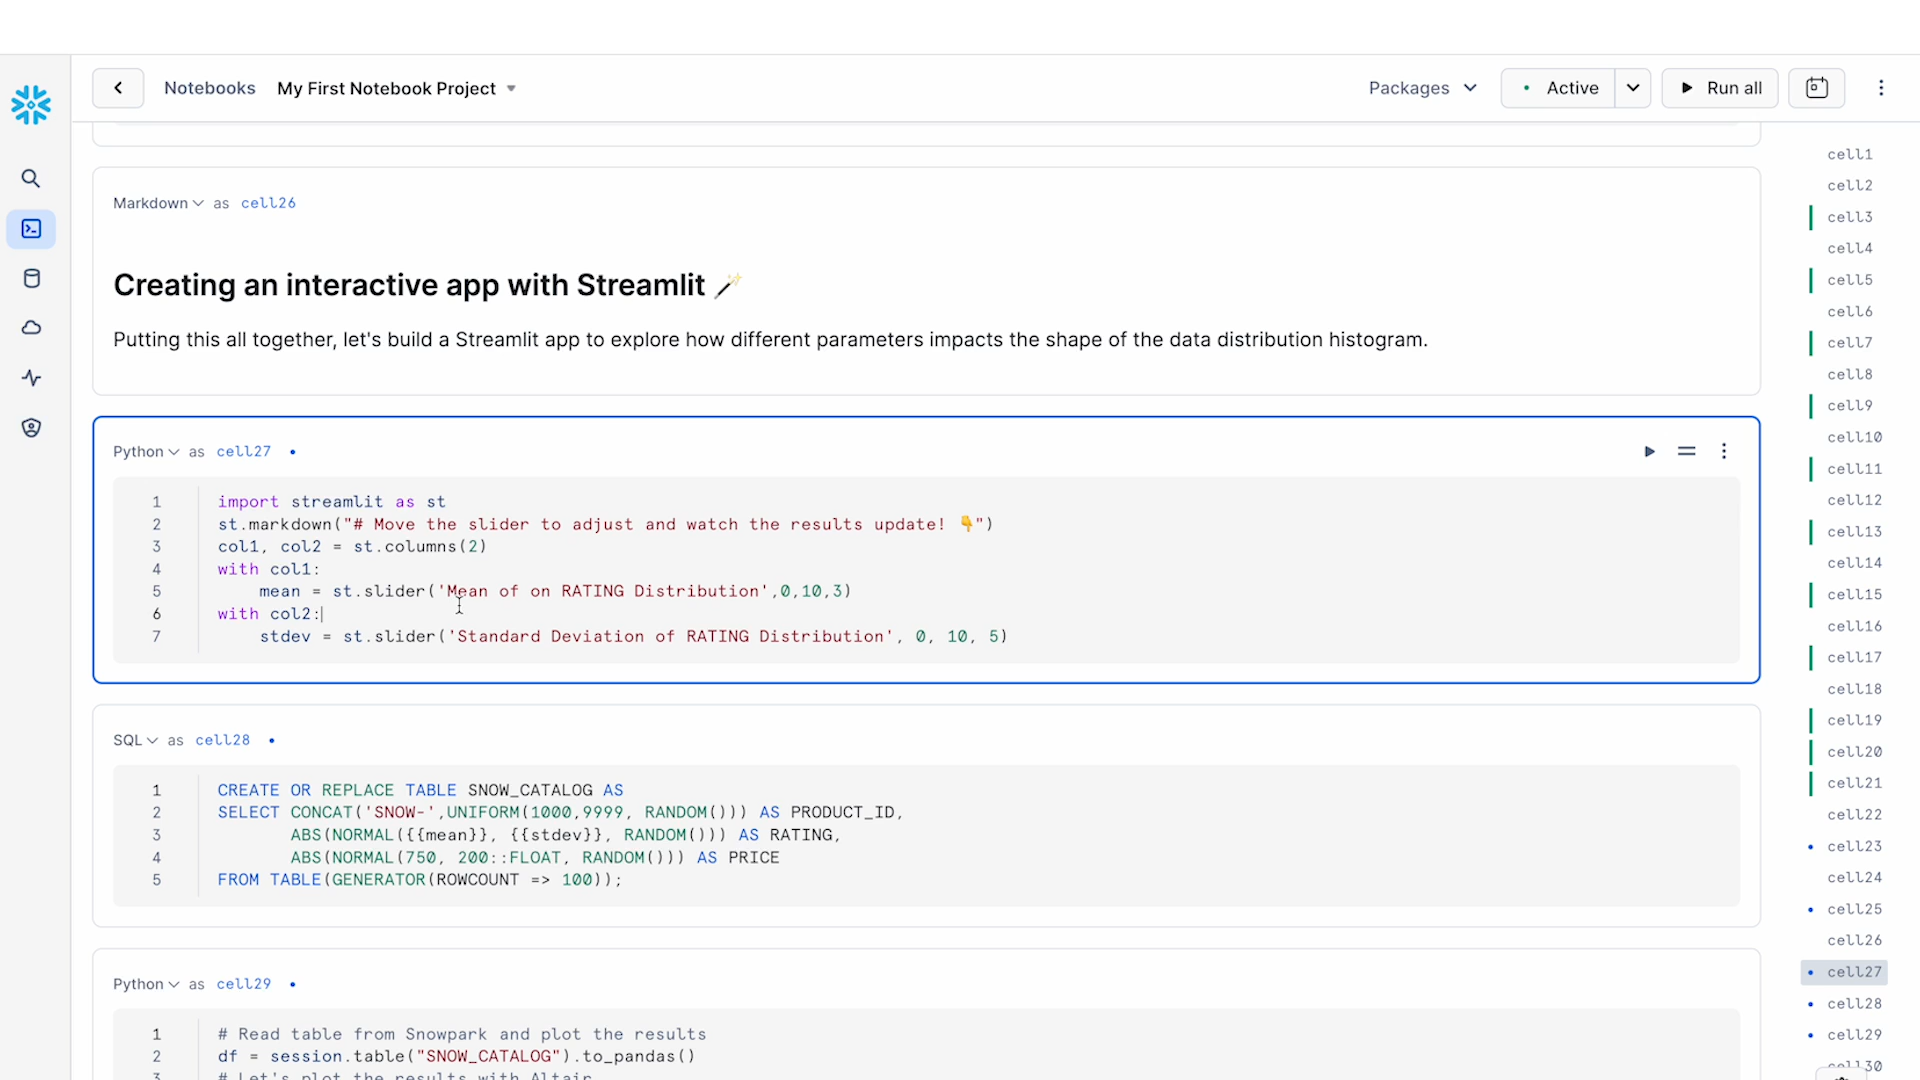 Notebooks My First Notebook Project
Packages Active Run all
Markdown as cell26
Creating an interactive app with Streamlit 🪄
Putting this all together, let's build a Streamlit app to explore how different parameters impacts the shape of the data distribution histogram.
Python as cell27
1 import streamlit as st
2 st.markdown("# Move the slider to adjust and watch the results update! 👇")
3 col1, col2 = st.columns(2)
4 with col1:
5 mean = st.slider('Mean of on RATING Distribution',0,10,3)
6 with col2:
7 stdev = st.slider('Standard Deviation of RATING Distribution', 0, 10, 5)
SQL as cell28
1 CREATE OR REPLACE TABLE SNOW_CATALOG AS
2 SELECT CONCAT('SNOW-',UNIFORM(1000,9999, RANDOM())) AS PRODUCT_ID,
3 ABS(NORMAL({{mean}}, {{stdev}}, RANDOM())) AS RATING,
4 ABS(NORMAL(750, 200::FLOAT, RANDOM())) AS PRICE
5 FROM TABLE(GENERATOR(ROWCOUNT => 100));
Python as cell29
1 # Read table from Snowpark and plot the results
2 df = session.table("SNOW_CATALOG").to_pandas()
3 # Let's plot the results with Altair
cell1
cell2
cell3
cell4
cell5
cell6
cell7
cell8
cell9
cell10
cell11
cell12
cell13
cell14
cell15
cell16
cell17
cell18
cell19
cell20
cell21
cell22
cell23
cell24
cell25
cell26
cell27
cell28
cell29
cell30